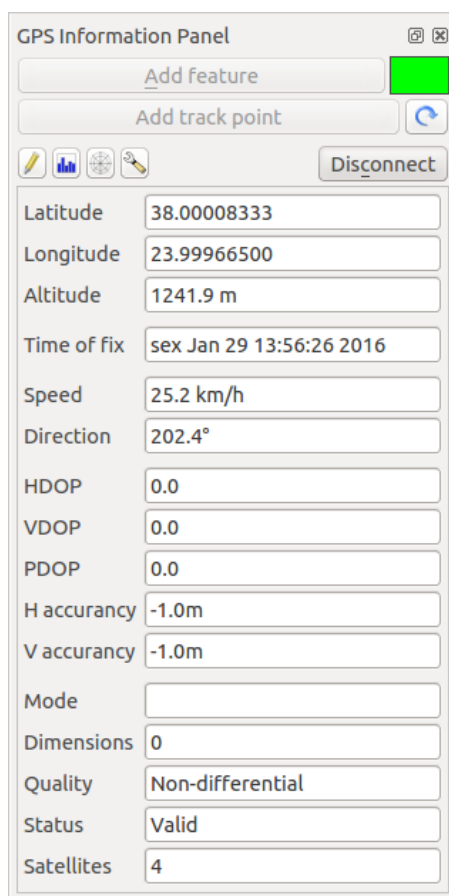 GPS Information Panel
Add feature
Add track point
Disconnect
Latitude 38.00008333
Longitude 23.99966500
Altitude 1241.9 m
Time of fix sex Jan 29 13:56:26 2016
Speed 25.2 km/h
Direction 202.4°
HDOP 0.0
VDOP 0.0
PDOP 0.0
H accurancy -1.0m
V accurancy -1.0m
Mode
Dimensions 0
Quality Non-differential
Status Valid
Satellites 4